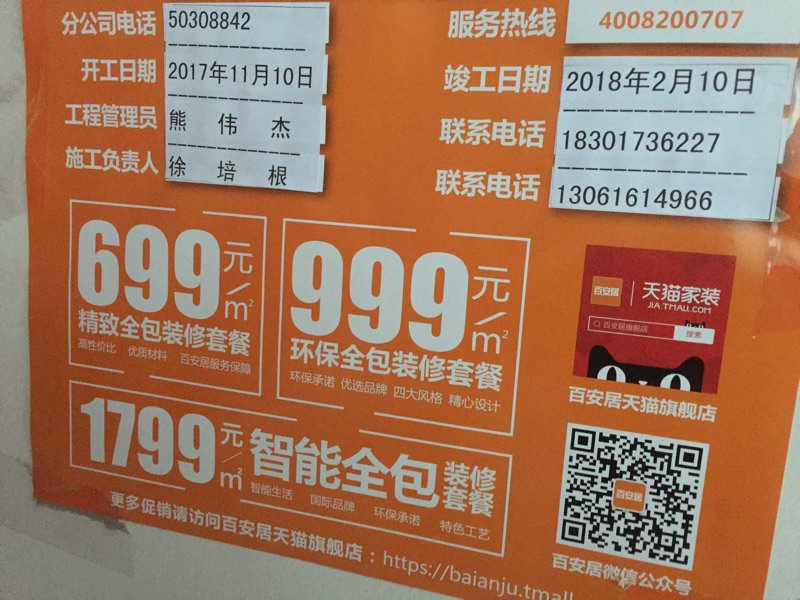 分公司电话 50308842 服务热线 4008200707
开工日期 2017年11月10日 竣工日期 2018年2月10日
工程管理员 熊伟杰 联系电话 18301736227
施工负责人 徐培根 联系电话 13061614966
699元/m²
精致全包装修套餐
高性价比 优质材料 百安居服务保障
999元/m²
环保全包装修套餐
环保承诺 优选品牌 四大风格 精心设计
百安居 天猫家装
JIA.TMALL.COM
百安居旗舰店 搜索
百安居天猫旗舰店
1799元/m² 智能全包装修套餐
智能生活 国际品牌 环保承诺 特色工艺
百安居
百安居微信公众号
更多促销请访问百安居天猫旗舰店：https://baianju.tmall